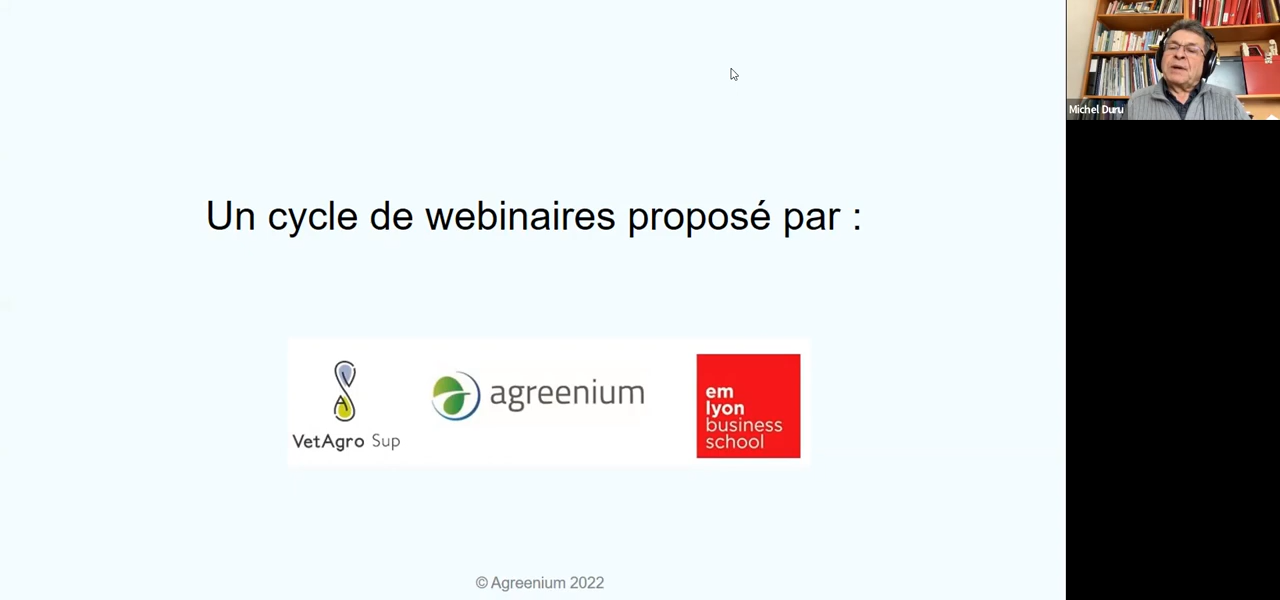 Un cycle de webinaires proposé par :
VetAgro Sup
agreenium
em
lyon
business
school
© Agreenium 2022
Michel Duru